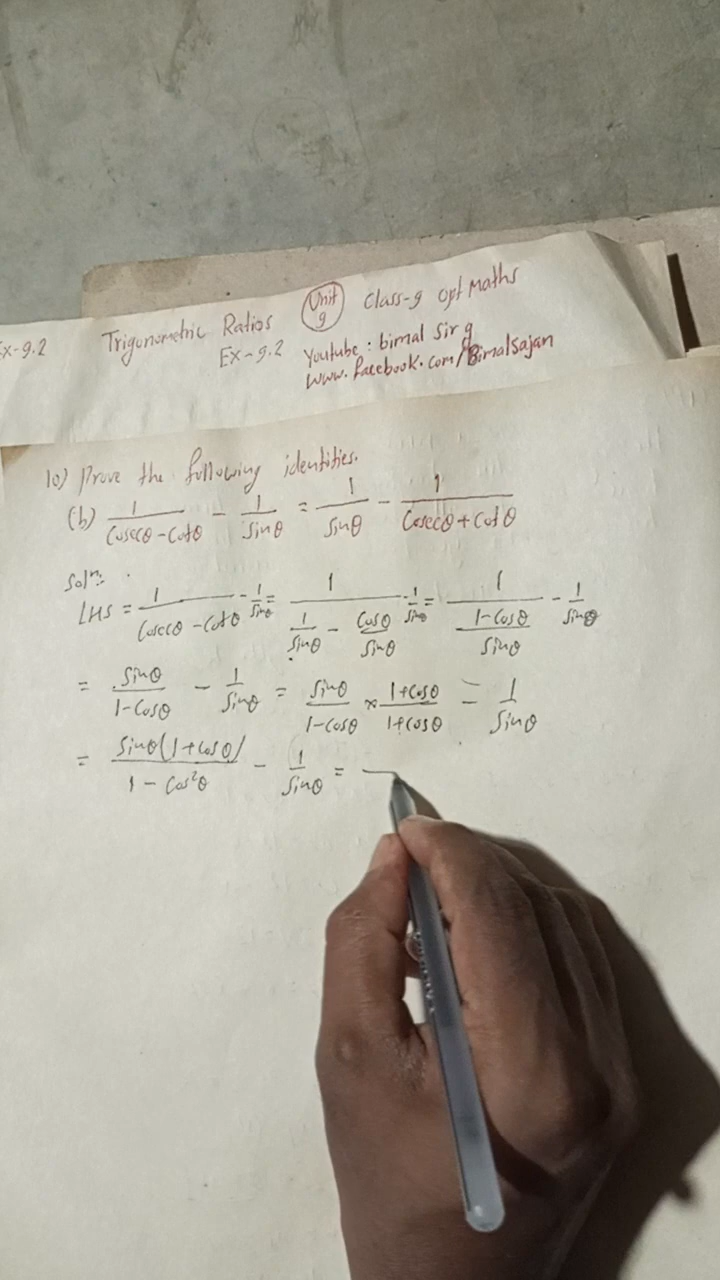 Ex-9.2 Trigonometric Ratios Unit 9 Class-9 opt Maths
Ex-9.2 Youtube : bimal Sir g
www.facebook.com/Bimalsajan
10) Prove the following identities.
(b) 1/(Cosecθ - Cotθ) - 1/Sinθ = 1/Sinθ - 1/(Cosecθ + Cotθ)
Solⁿ:
LHS = 1/(Cosecθ - Cotθ) - 1/Sinθ = 1/(1/Sinθ - Cosθ/Sinθ) - 1/Sinθ = 1/((1-Cosθ)/Sinθ) - 1/Sinθ
= Sinθ/(1-Cosθ) - 1/Sinθ = Sinθ/(1-Cosθ) × (1+Cosθ)/(1+Cosθ) - 1/Sinθ
= Sinθ(1+Cosθ)/(1 - Cos²θ) - 1/Sinθ =